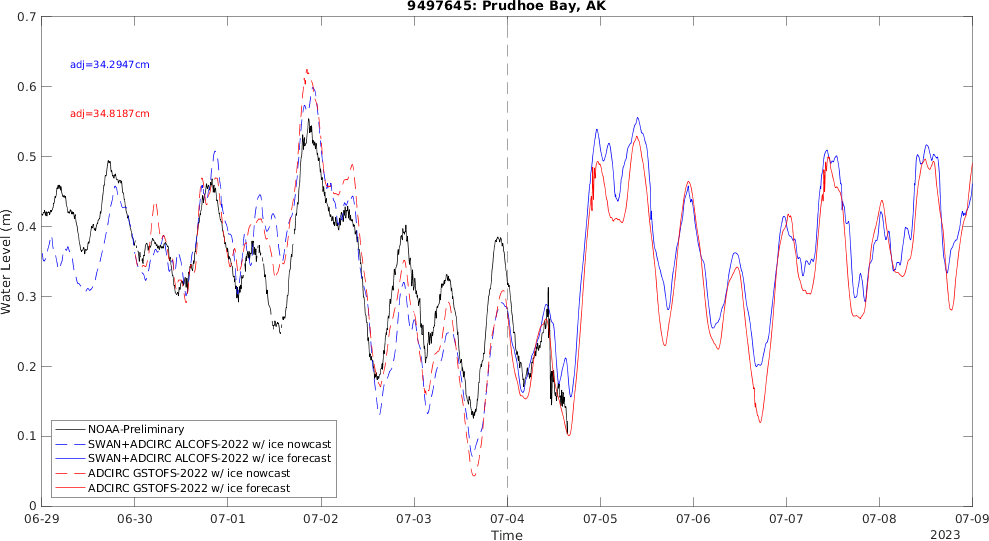 9497645: Prudhoe Bay, AK
0.7
0.6
0.5
0.4
0.3
0.2
0.1
0
Water Level (m)
adj=34.2947cm
adj=34.8187cm
NOAA-Preliminary
SWAN+ADCIRC ALCOFS-2022 w/ ice nowcast
SWAN+ADCIRC ALCOFS-2022 w/ ice forecast
ADCIRC GSTOFS-2022 w/ ice nowcast
ADCIRC GSTOFS-2022 w/ ice forecast
06-29 06-30 07-01 07-02 07-03 07-04 07-05 07-06 07-07 07-08 07-09
Time
2023